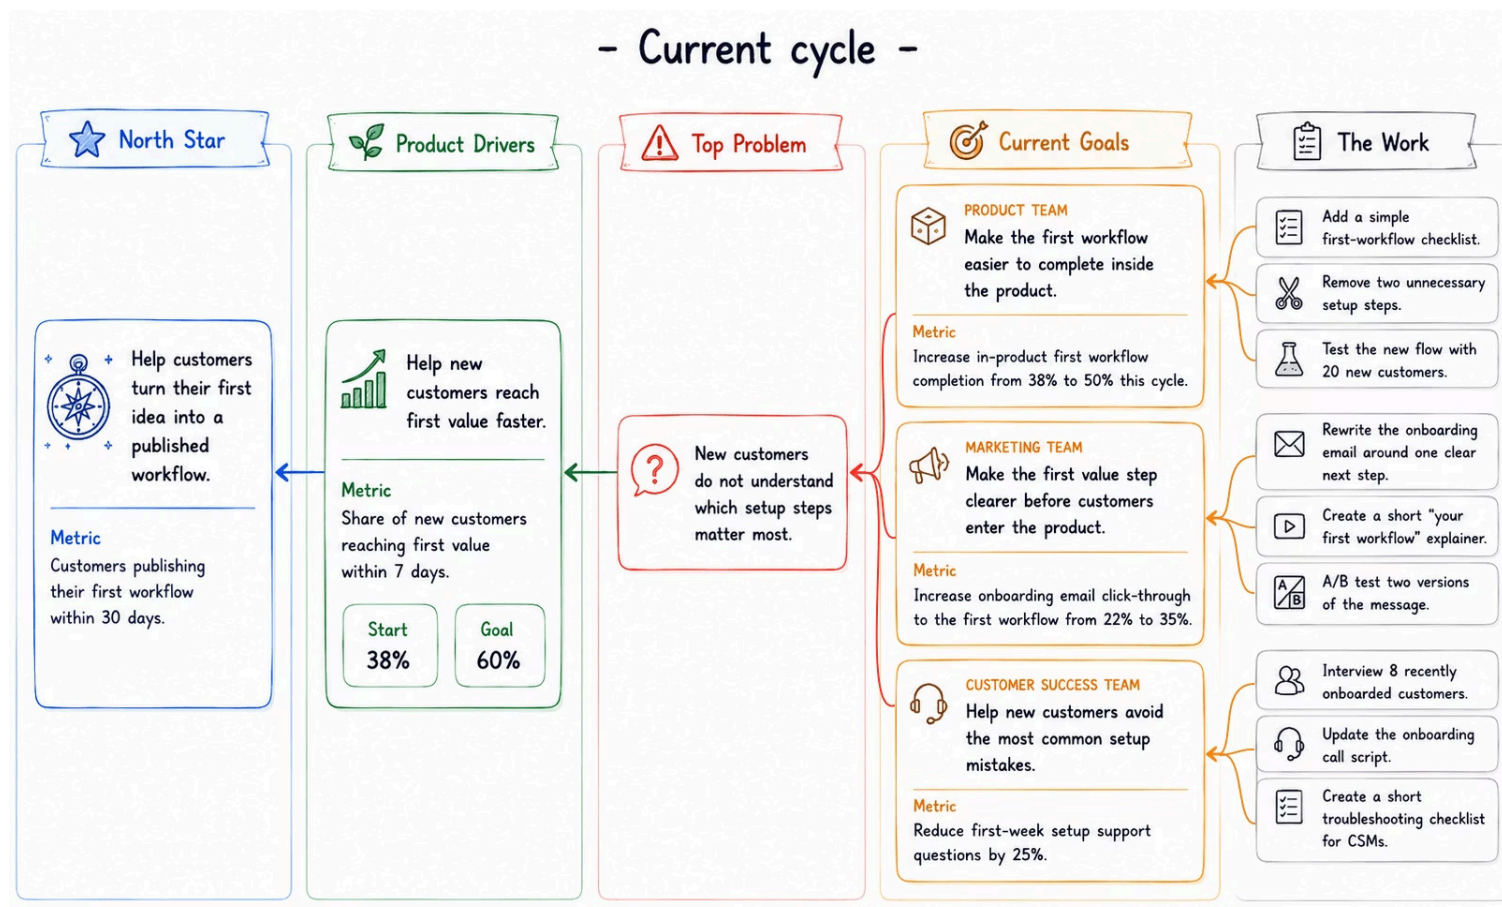 - Current cycle -
North Star
Help customers
turn their first
idea into a
published
workflow.
Metric
Customers publishing
their first workflow
within 30 days.
Product Drivers
Help new
customers reach
first value faster.
Metric
Share of new customers
reaching first value
within 7 days.
Start
38%
Goal
60%
Top Problem
New customers
do not understand
which setup steps
matter most.
Current Goals
PRODUCT TEAM
Make the first workflow
easier to complete inside
the product.
Metric
Increase in-product first workflow
completion from 38% to 50% this cycle.
MARKETING TEAM
Make the first value step
clearer before customers
enter the product.
Metric
Increase onboarding email click-through
to the first workflow from 22% to 35%.
CUSTOMER SUCCESS TEAM
Help new customers avoid
the most common setup
mistakes.
Metric
Reduce first-week setup support
questions by 25%.
The Work
Add a simple
first-workflow checklist.
Remove two unnecessary
setup steps.
Test the new flow with
20 new customers.
Rewrite the onboarding
email around one clear
next step.
Create a short "your
first workflow" explainer.
A/B test two versions
of the message.
A
B
Interview 8 recently
onboarded customers.
Update the onboarding
call script.
Create a short
troubleshooting checklist
for CSMs.